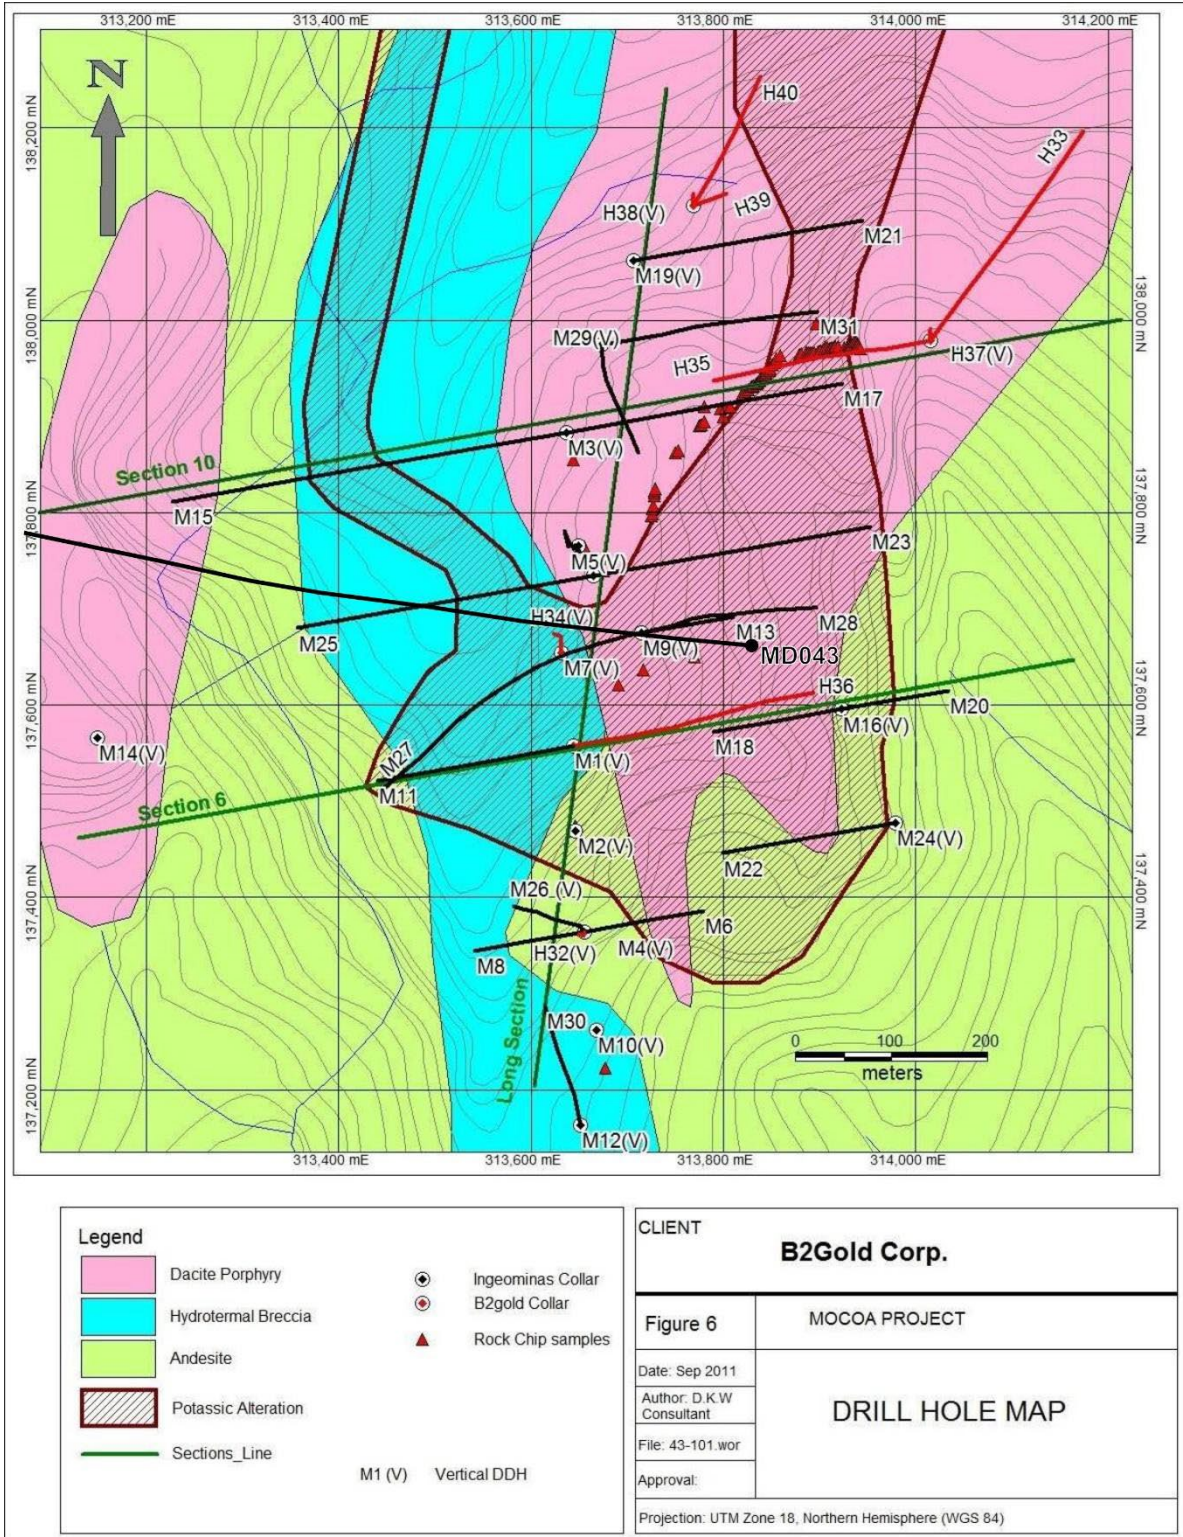 313,200 mE
313,400 mE
313,600 mE
313,800 mE
314,000 mE
314,200 mE
N
H40
138,200 mN
H33
H39
H38(V)
M21
M19(V)
138,000 mN
138,000 mN
M29(V)
M31
H35
H37(V)
M17
M3(V)
Section 10
M15
137,800 mN
137,800 mN
M23
M5(V)
H34(V)
M25
M28
M13
M9(V)
MD043
M7(V)
H36
137,600 mN
137,600 mN
M20
M16(V)
M18
M14(V)
M27
M1(V)
M11
Section 6
M2(V)
M24(V)
M22
137,400 mN
137,400 mN
M26 (V)
M6
M4(V)
H32(V)
M8
Long Section
M30
M10(V)
0 100 200
meters
137,200 mN
M12(V)
313,400 mE
313,600 mE
313,800 mE
314,000 mE
Legend
Dacite Porphyry
Hydrotermal Breccia
Andesite
Potassic Alteration
Sections_Line
Ingeominas Collar
B2gold Collar
Rock Chip samples
M1 (V) Vertical DDH
CLIENT
B2Gold Corp.
Figure 6
MOCOA PROJECT
Date: Sep 2011
Author: D.K.W
Consultant
File: 43-101.wor
Approval:
DRILL HOLE MAP
Projection: UTM Zone 18, Northern Hemisphere (WGS 84)